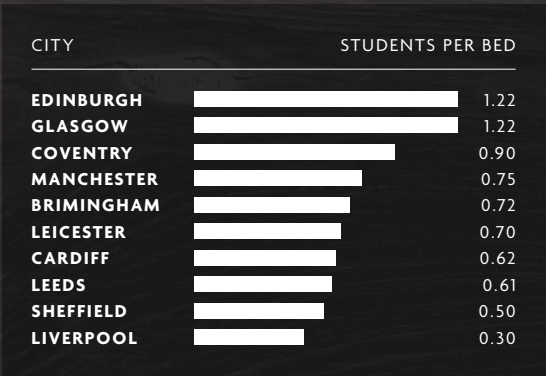 CITY STUDENTS PER BED
EDINBURGH 1.22
GLASGOW 1.22
COVENTRY 0.90
MANCHESTER 0.75
BRIMINGHAM 0.72
LEICESTER 0.70
CARDIFF 0.62
LEEDS 0.61
SHEFFIELD 0.50
LIVERPOOL 0.30